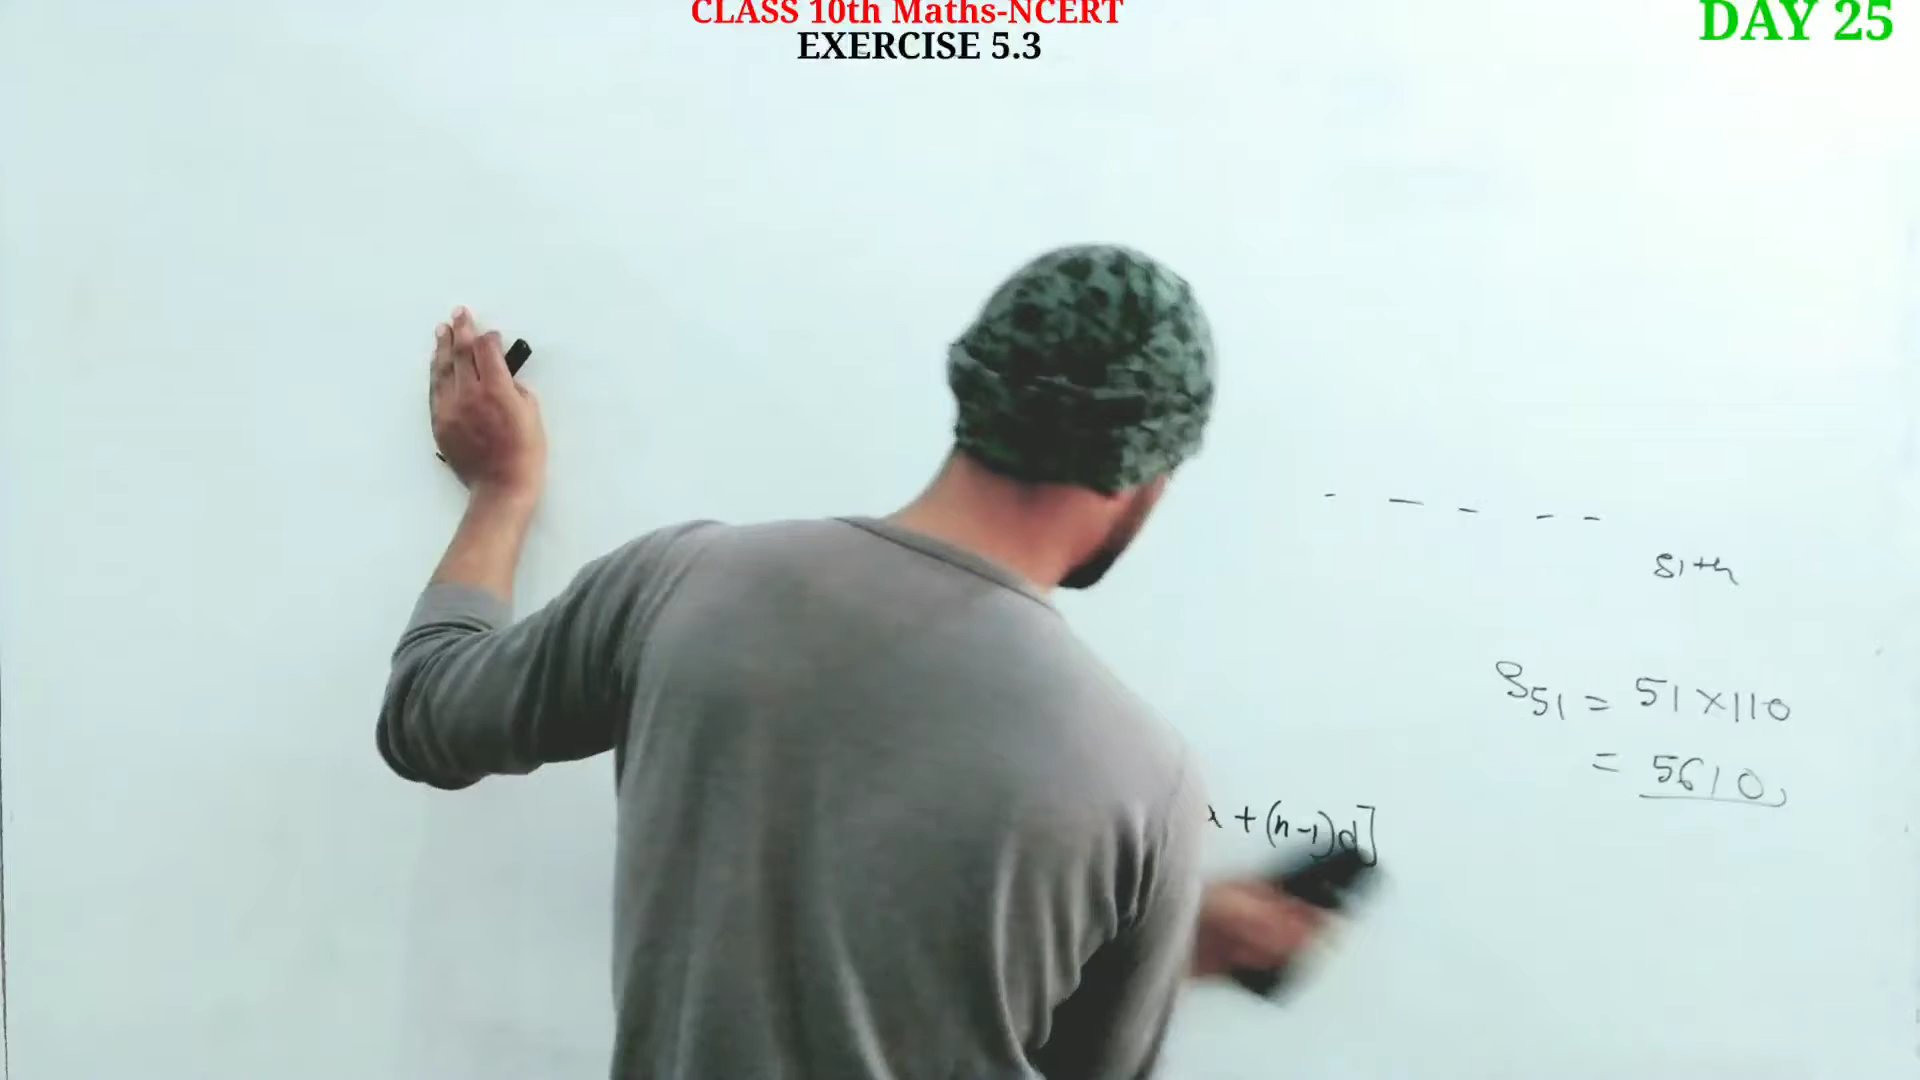 CLASS 10th Maths-NCERT
EXERCISE 5.3
DAY 25
51th
S51 = 51 × 110
= 5610
+ (n-1)d]